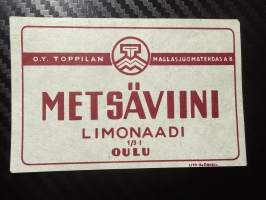 O.Y. TOPPILAN MALLASJUOMATEHDAS A.B
METSÄVIINI
LIMONAADI
1/3 l
OULU